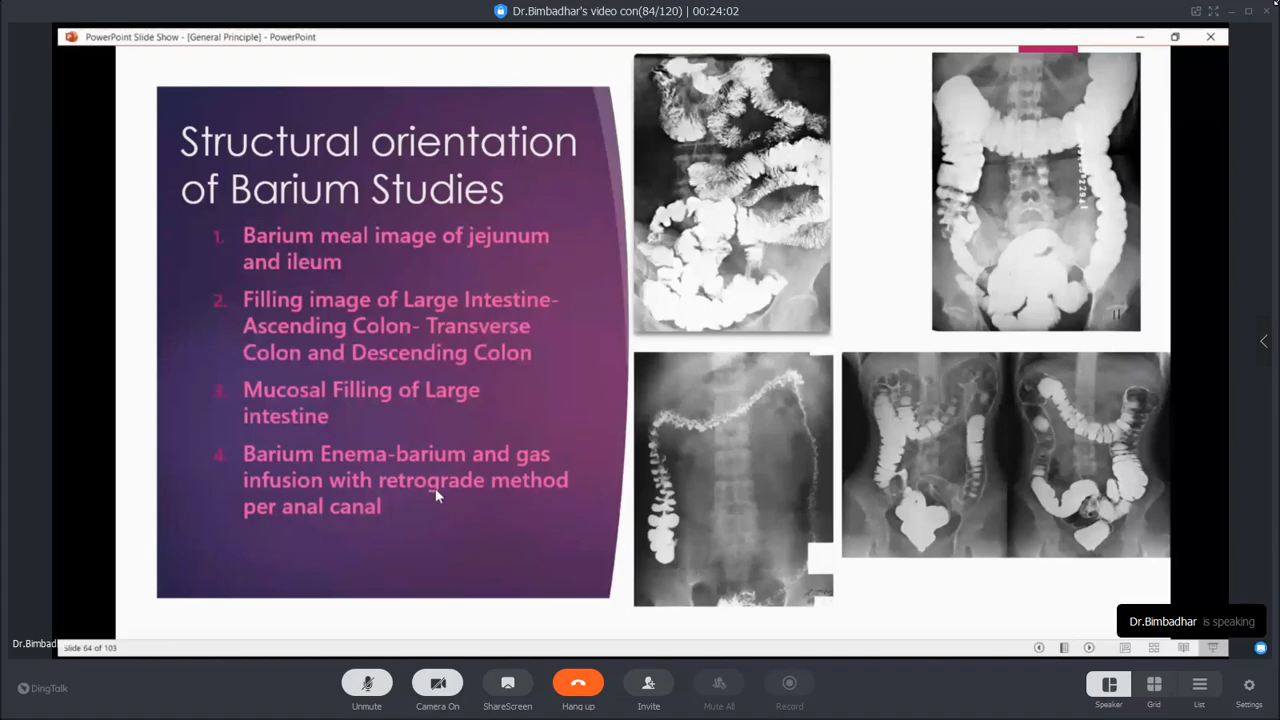 Dr.Bimbadhar's video con(84/120) | 00:24:02
PowerPoint Slide Show - [General Principle] - PowerPoint
Structural orientation
of Barium Studies
1. Barium meal image of jejunum
and ileum
2. Filling image of Large Intestine-
Ascending Colon- Transverse
Colon and Descending Colon
3. Mucosal Filling of Large
intestine
4. Barium Enema-barium and gas
infusion with retrograde method
per anal canal
Dr.Bimbadhar is speaking
Dr.Bimbad
Slide 64 of 103
DingTalk
Unmute
Camera On
ShareScreen
Hang up
Invite
Mute All
Record
Speaker
Grid
List
Settings